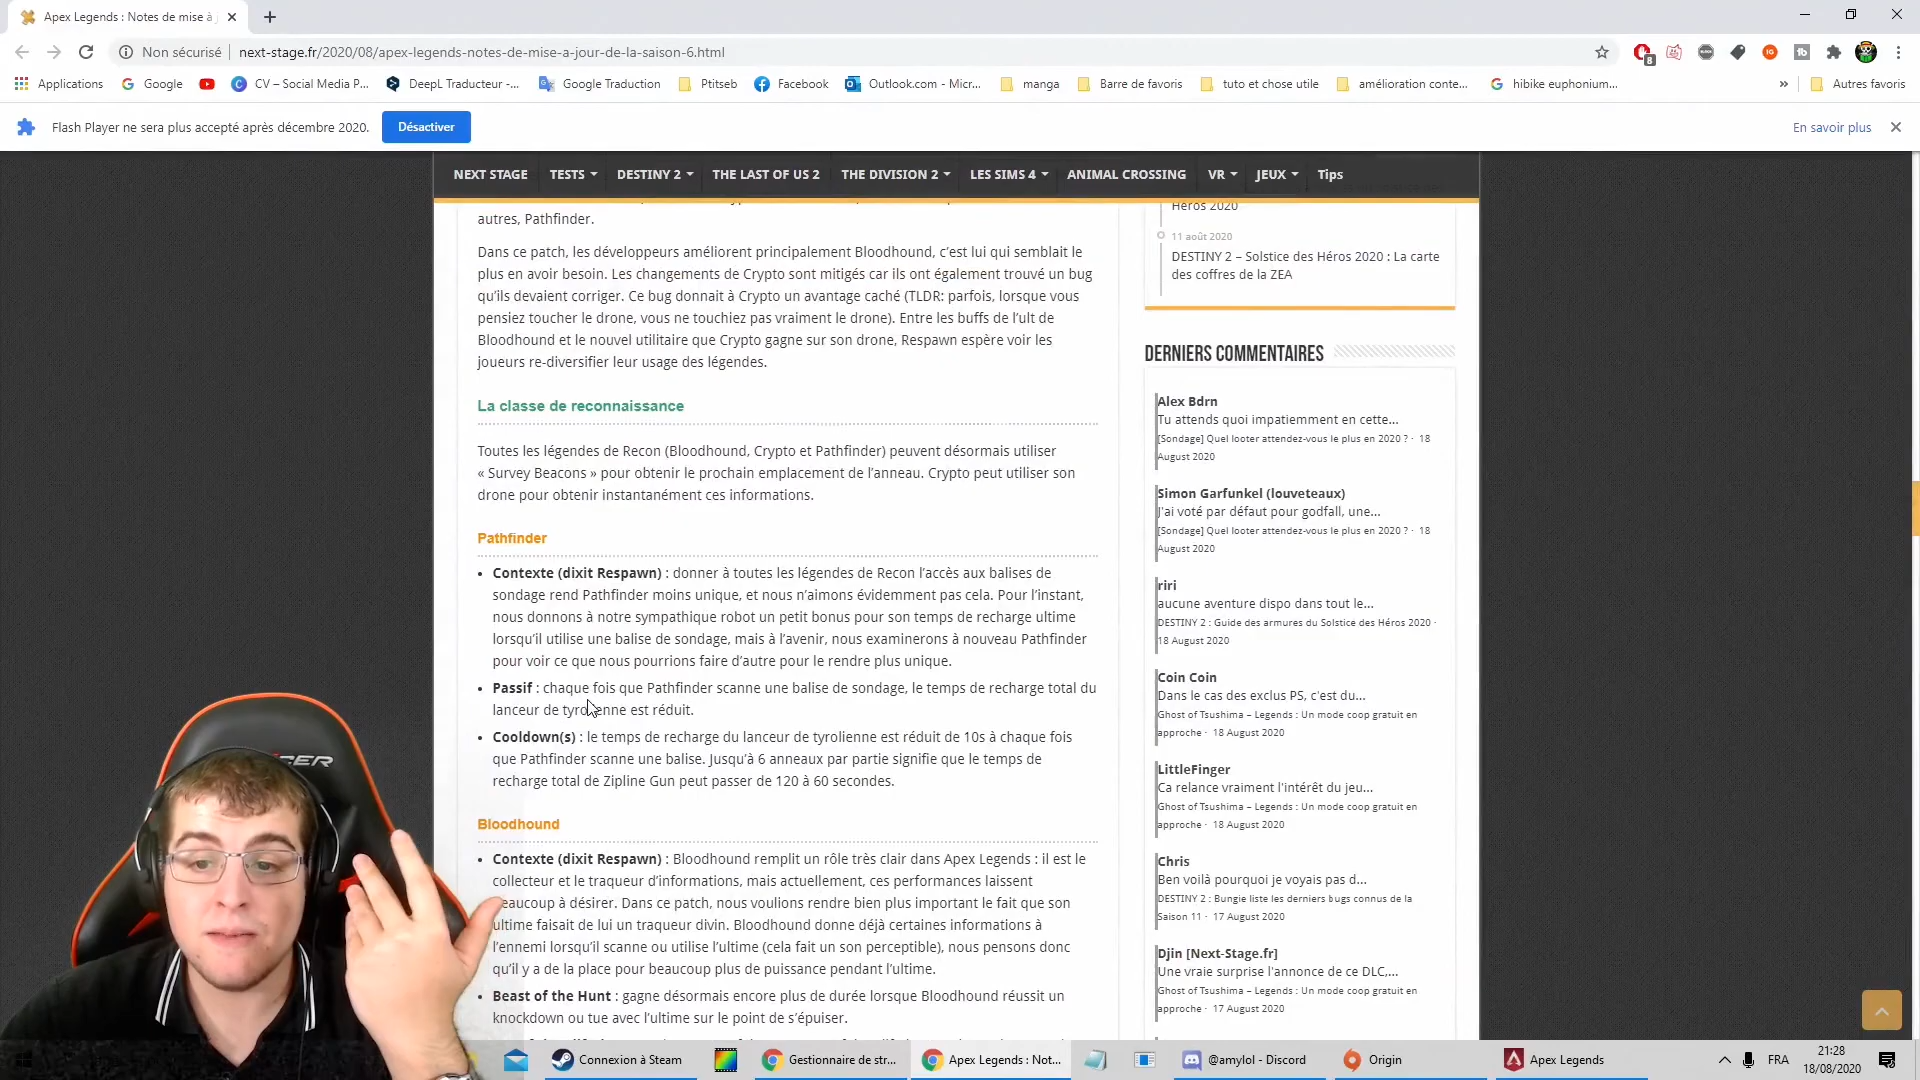 Apex Legends : Notes de mise à j
Non sécurisé
next-stage.fr/2020/08/apex-legends-notes-de-mise-a-jour-de-la-saison-6.html
8
Applications
Google
CV – Social Media P...
DeepL Traducteur -...
Google Traduction
Ptitseb
Facebook
Outlook.com - Micr...
manga
Barre de favoris
tuto et chose utile
amélioration conte...
hibike euphonium...
»
Autres favoris
Flash Player ne sera plus accepté après décembre 2020.
Désactiver
En savoir plus
NEXT STAGE
TESTS
DESTINY 2
THE LAST OF US 2
THE DIVISION 2
LES SIMS 4
ANIMAL CROSSING
VR
JEUX
Tips
autres, Pathfinder.
Dans ce patch, les développeurs améliorent principalement Bloodhound, c’est lui qui semblait le
plus en avoir besoin. Les changements de Crypto sont mitigés car ils ont également trouvé un bug
qu’ils devaient corriger. Ce bug donnait à Crypto un avantage caché (TLDR: parfois, lorsque vous
pensiez toucher le drone, vous ne touchiez pas vraiment le drone). Entre les buffs de l’ult de
Bloodhound et le nouvel utilitaire que Crypto gagne sur son drone, Respawn espère voir les
joueurs re-diversifier leur usage des légendes.
La classe de reconnaissance
Toutes les légendes de Recon (Bloodhound, Crypto et Pathfinder) peuvent désormais utiliser
« Survey Beacons » pour obtenir le prochain emplacement de l’anneau. Crypto peut utiliser son
drone pour obtenir instantanément ces informations.
Pathfinder
• Contexte (dixit Respawn) : donner à toutes les légendes de Recon l’accès aux balises de
sondage rend Pathfinder moins unique, et nous n’aimons évidemment pas cela. Pour l’instant,
nous donnons à notre sympathique robot un petit bonus pour son temps de recharge ultime
lorsqu’il utilise une balise de sondage, mais à l’avenir, nous examinerons à nouveau Pathfinder
pour voir ce que nous pourrions faire d’autre pour le rendre plus unique.
• Passif : chaque fois que Pathfinder scanne une balise de sondage, le temps de recharge total du
lanceur de tyrolienne est réduit.
• Cooldown(s) : le temps de recharge du lanceur de tyrolienne est réduit de 10s à chaque fois
que Pathfinder scanne une balise. Jusqu’à 6 anneaux par partie signifie que le temps de
recharge total de Zipline Gun peut passer de 120 à 60 secondes.
Bloodhound
• Contexte (dixit Respawn) : Bloodhound remplit un rôle très clair dans Apex Legends : il est le
collecteur et le traqueur d’informations, mais actuellement, ces performances laissent
beaucoup à désirer. Dans ce patch, nous voulions rendre bien plus important le fait que son
ultime faisait de lui un traqueur divin. Bloodhound donne déjà certaines informations à
l’ennemi lorsqu’il scanne ou utilise l’ultime (cela fait un son perceptible), nous pensons donc
qu’il y a de la place pour beaucoup plus de puissance pendant l’ultime.
• Beast of the Hunt : gagne désormais encore plus de durée lorsque Bloodhound réussit un
knockdown ou tue avec l’ultime sur le point de s’épuiser.
Héros 2020
11 août 2020
DESTINY 2 – Solstice des Héros 2020 : La carte
des coffres de la ZEA
DERNIERS COMMENTAIRES
Alex Bdrn
Tu attends quoi impatiemment en cette...
[Sondage] Quel looter attendez-vous le plus en 2020 ? · 18
August 2020
Simon Garfunkel (louveteaux)
J'ai voté par défaut pour godfall, une...
[Sondage] Quel looter attendez-vous le plus en 2020 ? · 18
August 2020
riri
aucune aventure dispo dans tout le...
DESTINY 2 : Guide des armures du Solstice des Héros 2020 ·
18 August 2020
Coin Coin
Dans le cas des exclus PS, c'est du...
Ghost of Tsushima – Legends : Un mode coop gratuit en
approche · 18 August 2020
LittleFinger
Ca relance vraiment l'intérêt du jeu...
Ghost of Tsushima – Legends : Un mode coop gratuit en
approche · 18 August 2020
Chris
Ben voilà pourquoi je voyais pas d...
DESTINY 2 : Bungie liste les derniers bugs connus de la
Saison 11 · 17 August 2020
Djin [Next-Stage.fr]
Une vraie surprise l'annonce de ce DLC,...
Ghost of Tsushima – Legends : Un mode coop gratuit en
approche · 17 August 2020
Connexion à Steam
Gestionnaire de str...
Apex Legends : Not...
@amylol - Discord
Origin
Apex Legends
FRA
21:28
18/08/2020